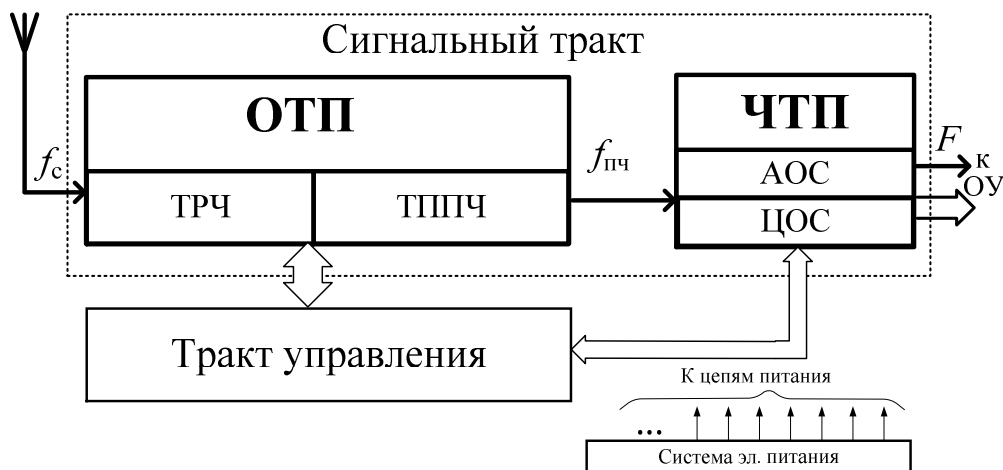 Сигнальный тракт
ОТП
ЧТП
fс
fпч
F
к
ОУ
ТРЧ
ТППЧ
АОС
ЦОС
Тракт управления
К цепям питания
...
Система эл. питания